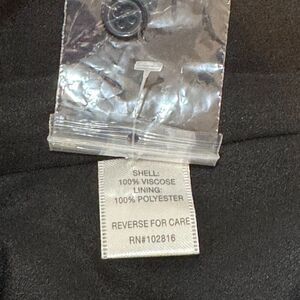 SHELL:
100% VISCOSE
LINING:
100% POLYESTER
REVERSE FOR CARE
RN#102816